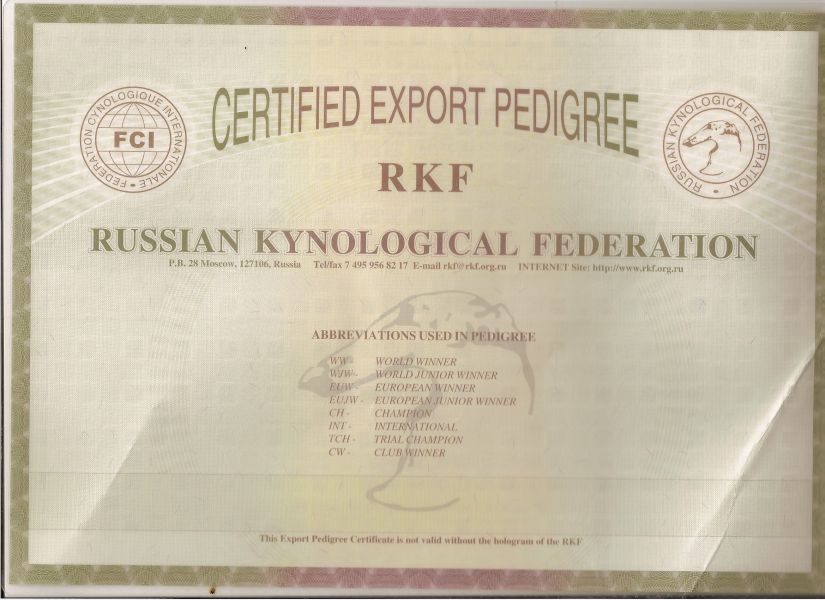 CERTIFIED EXPORT PEDIGREE
FEDERATION CYNOLOGIQUE INTERNATIONALE •
FCI
RUSSIAN KYNOLOGICAL FEDERATION •
RKF
RUSSIAN KYNOLOGICAL FEDERATION
P.B. 28 Moscow, 127106, Russia Tel/fax 7 495 956 82 17 E-mail rkf@rkf.org.ru INTERNET Site: http://www.rkf.org.ru
ABBREVIATIONS USED IN PEDIGREE
WW - WORLD WINNER
WJW - WORLD JUNIOR WINNER
EUW - EUROPEAN WINNER
EUJW - EUROPEAN JUNIOR WINNER
CH - CHAMPION
INT - INTERNATIONAL
TCH - TRIAL CHAMPION
CW - CLUB WINNER
This Export Pedigree Certificate is not valid without the hologram of the RKF